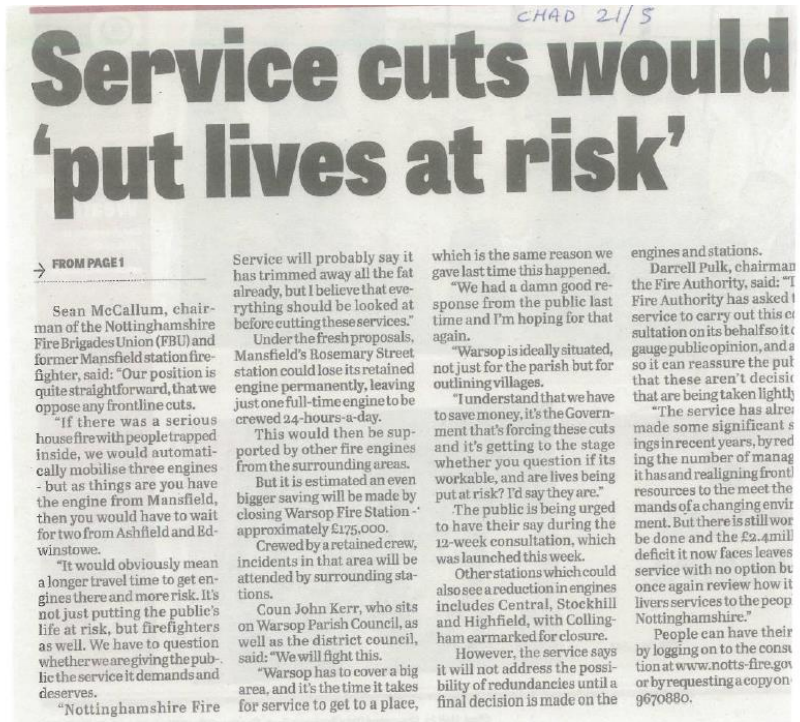 CHAD 21/5
Service cuts would
‘put lives at risk’
→ FROM PAGE 1
Sean McCallum, chair-
man of the Nottinghamshire
Fire Brigades Union (FBU) and
former Mansfield station fire-
fighter, said: “Our position is
quite straightforward, that we
oppose any frontline cuts.
“If there was a serious
house fire with people trapped
inside, we would automati-
cally mobilise three engines
- but as things are you have
the engine from Mansfield,
then you would have to wait
for two from Ashfield and Ed-
winstowe.
“It would obviously mean
a longer travel time to get en-
gines there and more risk. It’s
not just putting the public’s
life at risk, but firefighters
as well. We have to question
whether we are giving the pub-
lic the service it demands and
deserves.
“Nottinghamshire Fire
Service will probably say it
has trimmed away all the fat
already, but I believe that eve-
rything should be looked at
before cutting these services.”
Under the fresh proposals,
Mansfield’s Rosemary Street
station could lose its retained
engine permanently, leaving
just one full-time engine to be
crewed 24-hours-a-day.
This would then be sup-
ported by other fire engines
from the surrounding areas.
But it is estimated an even
bigger saving will be made by
closing Warsop Fire Station -
approximately £175,000.
Crewed by a retained crew,
incidents in that area will be
attended by surrounding sta-
tions.
Coun John Kerr, who sits
on Warsop Parish Council, as
well as the district council,
said: “We will fight this.
“Warsop has to cover a big
area, and it’s the time it takes
for service to get to a place,
which is the same reason we
gave last time this happened.
“We had a damn good re-
sponse from the public last
time and I’m hoping for that
again.
“Warsop is ideally situated,
not just for the parish but for
outlining villages.
“I understand that we have
to save money, it’s the Govern-
ment that’s forcing these cuts
and it’s getting to the stage
whether you question if its
workable, and are lives being
put at risk? I’d say they are.”
The public is being urged
to have their say during the
12-week consultation, which
was launched this week.
Other stations which could
also see a reduction in engines
includes Central, Stockhill
and Highfield, with Colling-
ham earmarked for closure.
However, the service says
it will not address the possi-
bility of redundancies until a
final decision is made on the
engines and stations.
Darrell Pulk, chairman
the Fire Authority, said:
Fire Authority has asked
service to carry out this
sultation on its behalf so it
gauge public opinion, and
so it can reassure the
that these aren’t
that are being taken
“The service has
made some significant
ings in recent years, by
ing the number of
it has and realigning
resources to meet the
mands of a changing
ment. But there is still
be done and the
deficit it now faces leaves
service with no option
once again review how it
livers services to the
Nottinghamshire.”
People can have their
by logging on to the
tion at www.notts-fire.gov
or by requesting a copy on
9670880.